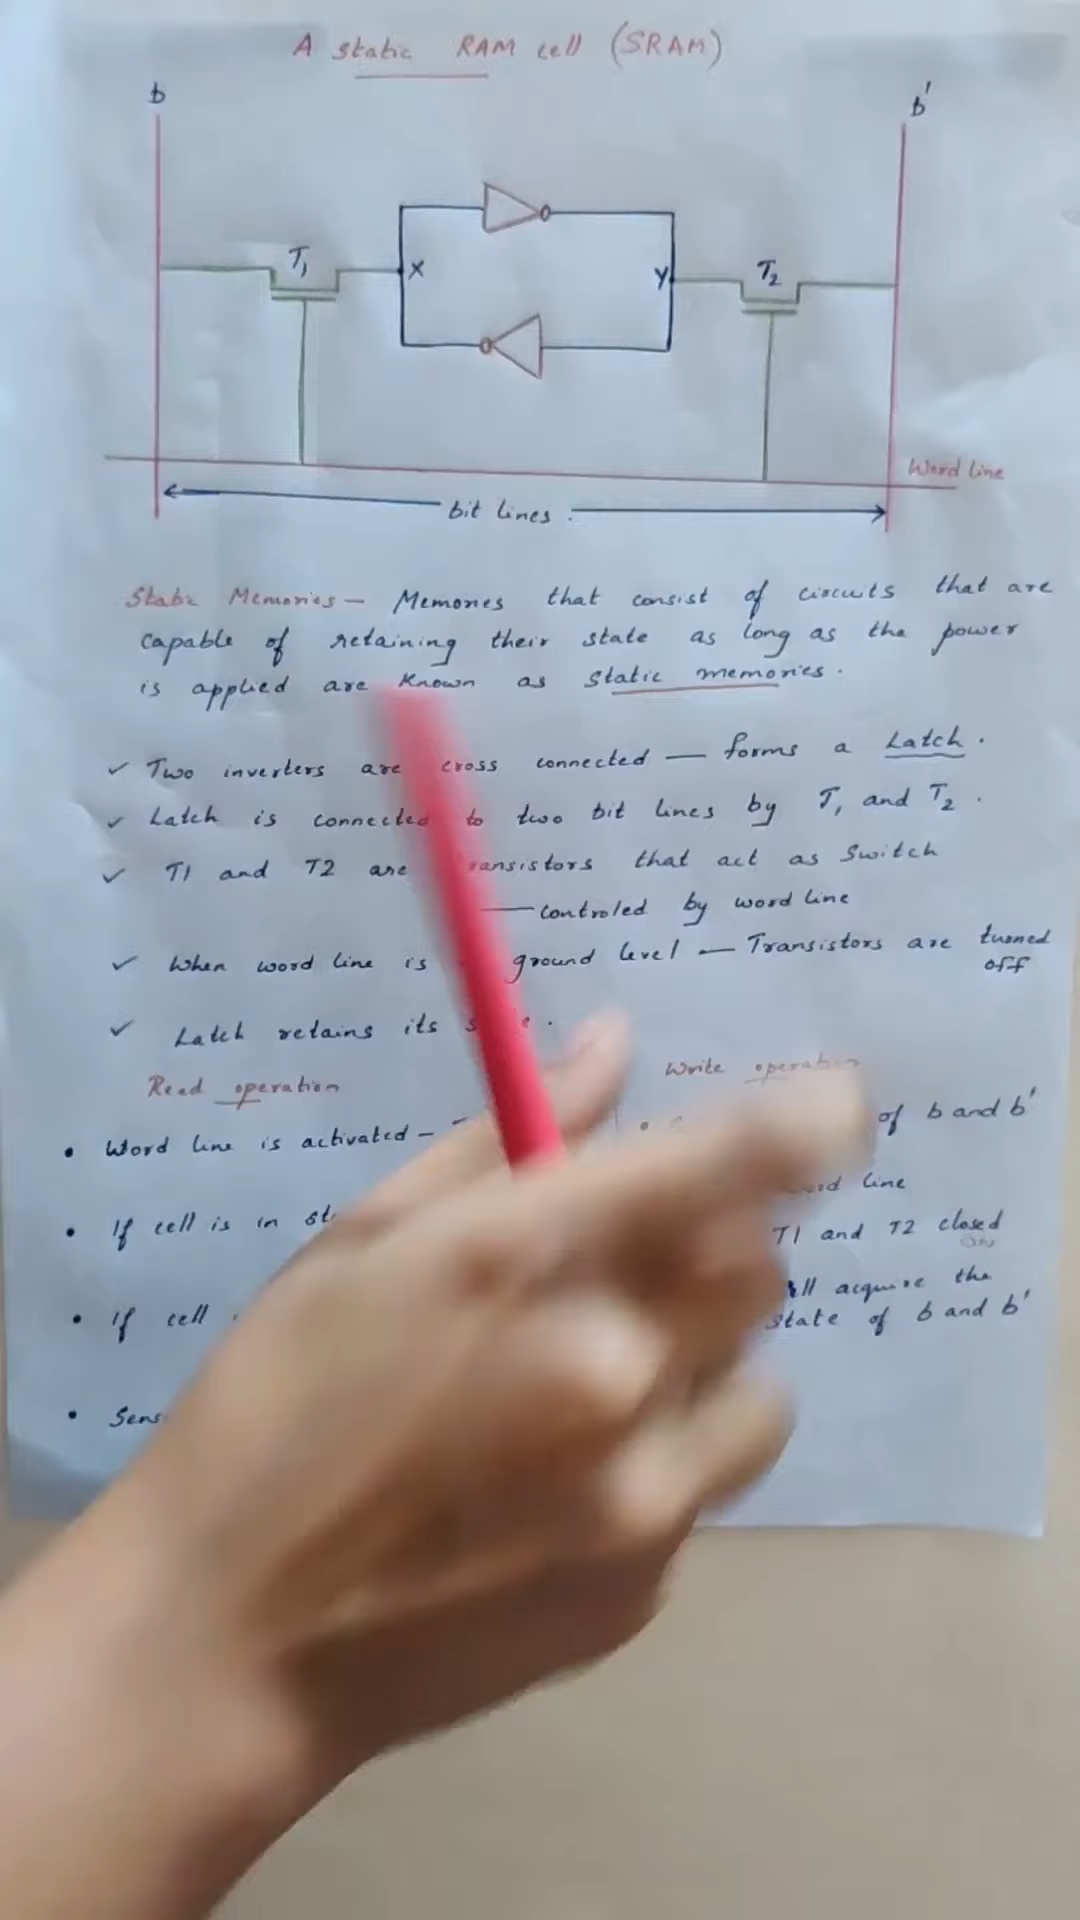 A static RAM cell (SRAM)
b
b'
T1
X
Y
T2
Word line
bit lines.
Static Memories – Memories that consist of circuits that are
capable of retaining their state as long as the power
is applied are known as static memories.
✓ Two inverters are cross connected — forms a Latch.
✓ Latch is connected to two bit lines by T1 and T2.
✓ T1 and T2 are that act as Switch
— controled by word line
✓ When word line is ground level — Transistors are turned
off
✓ Latch retains its
Read operation
Write operation
• Word line is activated –
• of b and b'
line
• If cell is in
T1 and T2 closed
ON
acquire the
• If cell
state of b and b'
•